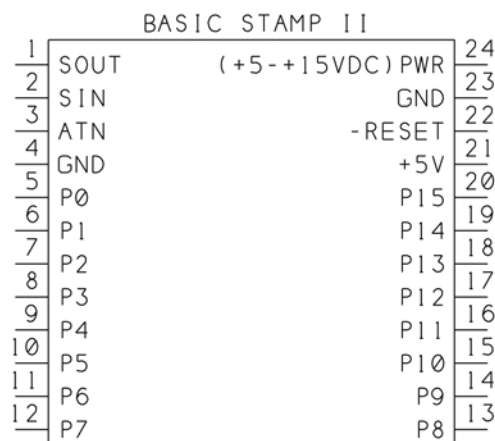 BASIC STAMP II
1 SOUT (+5-+15VDC)PWR 24
2 SIN GND 23
3 ATN -RESET 22
4 GND +5V 21
5 P0 P15 20
6 P1 P14 19
7 P2 P13 18
8 P3 P12 17
9 P4 P11 16
10 P5 P10 15
11 P6 P9 14
12 P7 P8 13